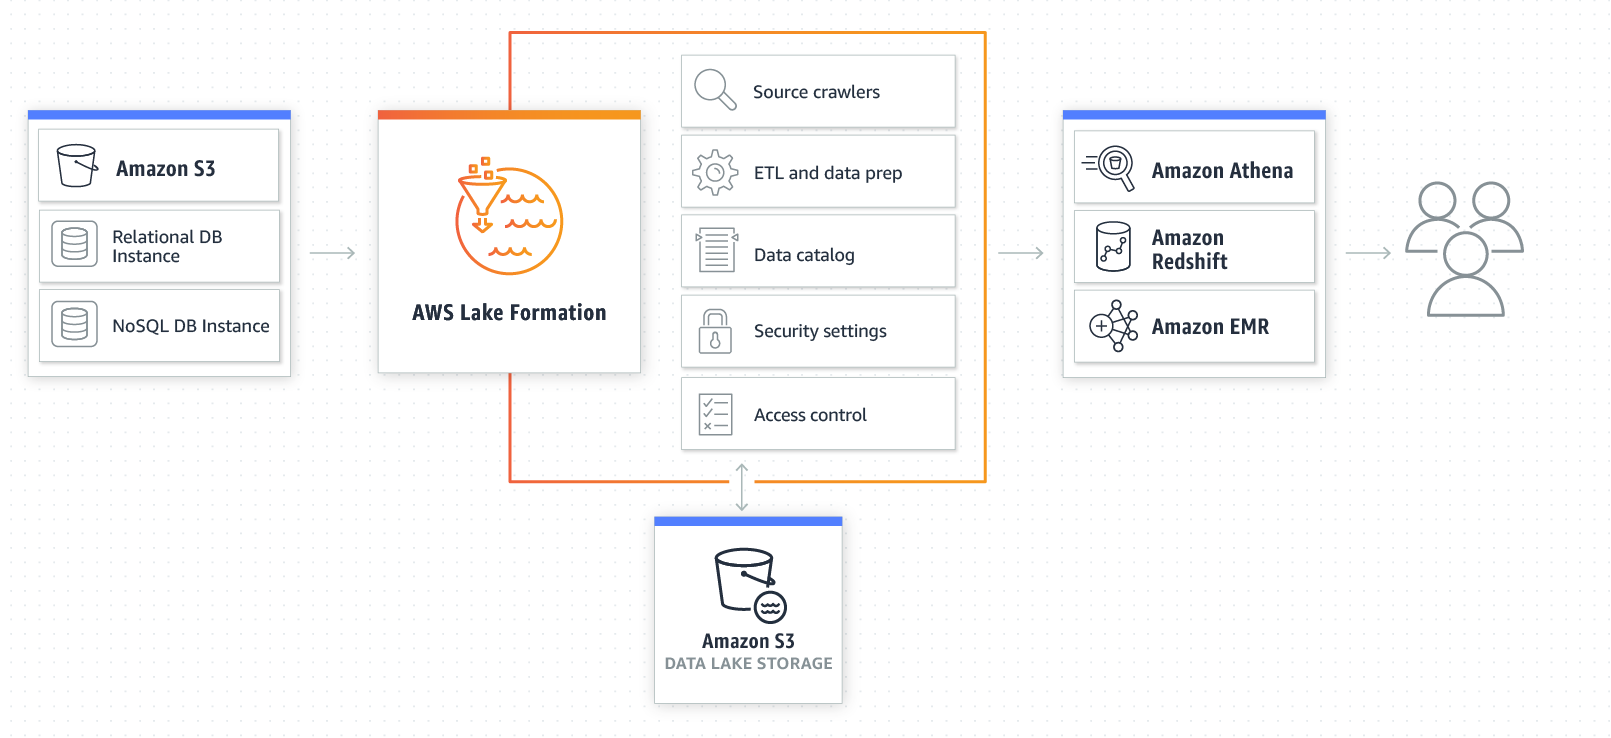 Amazon S3
Relational DB
Instance
NoSQL DB Instance
AWS Lake Formation
Source crawlers
ETL and data prep
Data catalog
Security settings
Access control
Amazon S3
DATA LAKE STORAGE
Amazon Athena
Amazon
Redshift
Amazon EMR